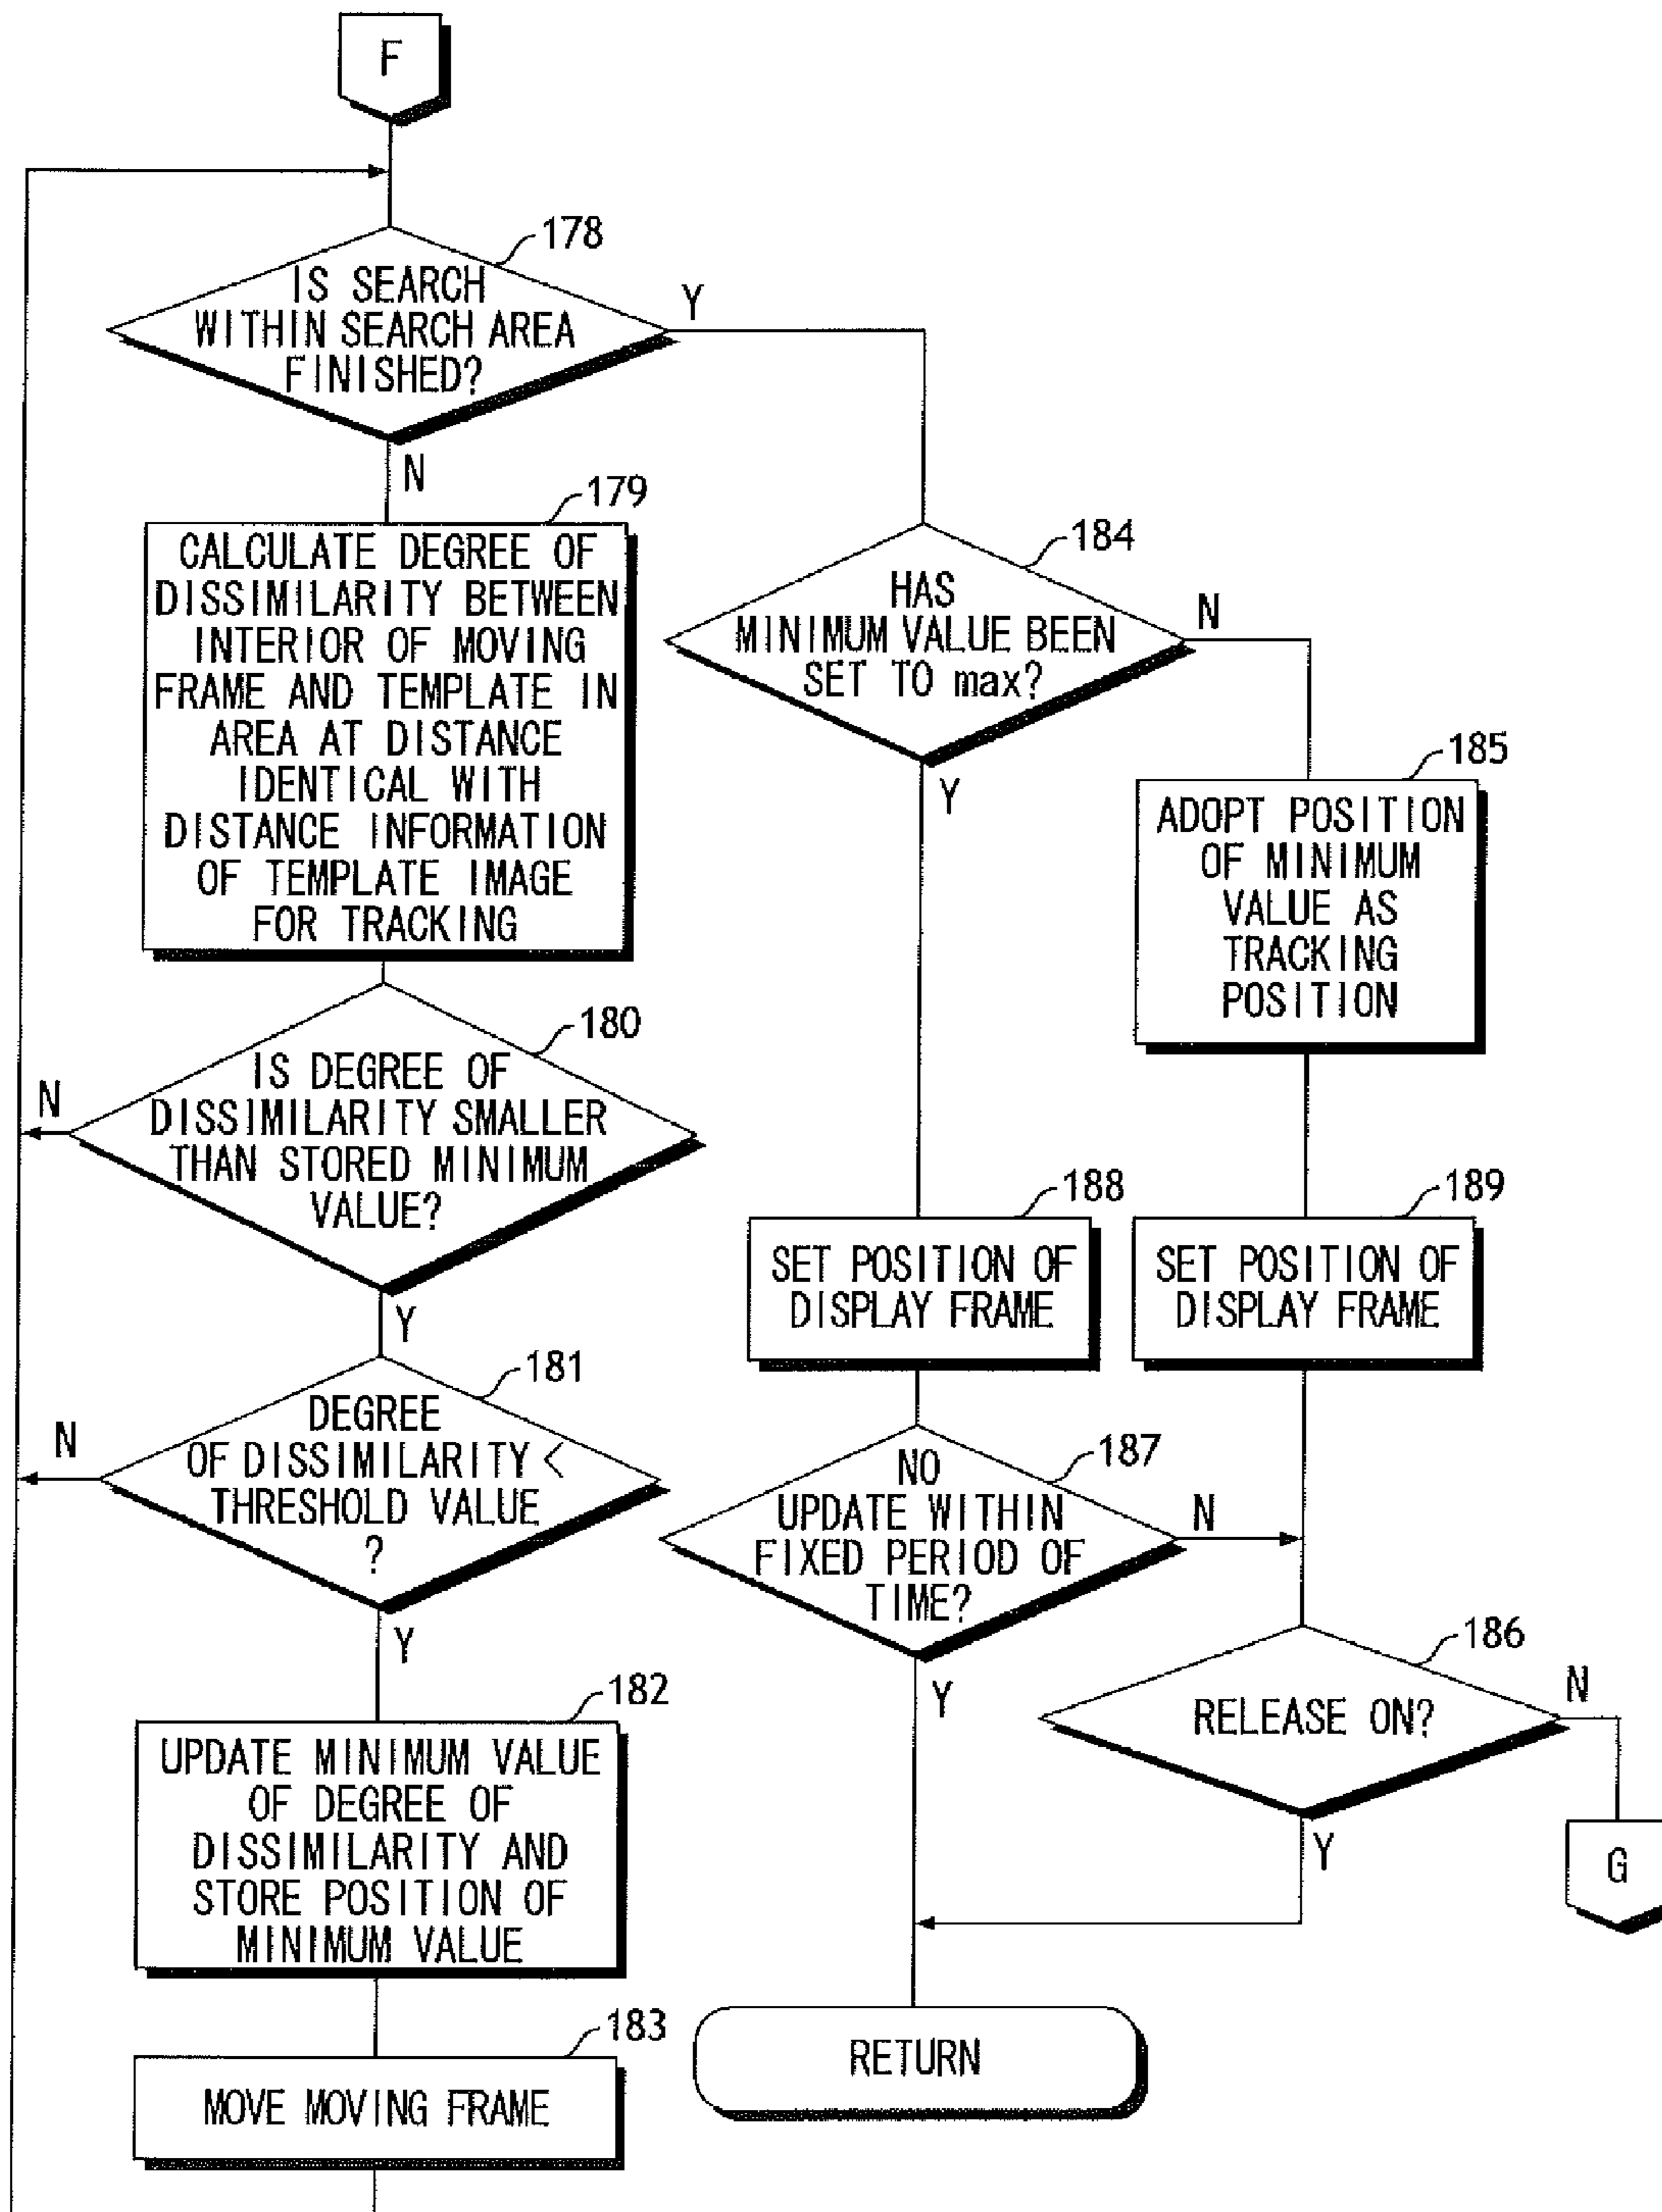 F
178
IS SEARCH
WITHIN SEARCH AREA
FINISHED?
Y
N
179
CALCULATE DEGREE OF
DISSIMILARITY BETWEEN
INTERIOR OF MOVING
FRAME AND TEMPLATE IN
AREA AT DISTANCE
IDENTICAL WITH
DISTANCE INFORMATION
OF TEMPLATE IMAGE
FOR TRACKING
180
IS DEGREE OF
DISSIMILARITY SMALLER
THAN STORED MINIMUM
VALUE?
N
Y
181
DEGREE
OF DISSIMILARITY <
THRESHOLD VALUE
?
N
Y
182
UPDATE MINIMUM VALUE
OF DEGREE OF
DISSIMILARITY AND
STORE POSITION OF
MINIMUM VALUE
183
MOVE MOVING FRAME
184
HAS
MINIMUM VALUE BEEN
SET TO max?
N
Y
185
ADOPT POSITION
OF MINIMUM
VALUE AS
TRACKING
POSITION
188
SET POSITION OF
DISPLAY FRAME
189
SET POSITION OF
DISPLAY FRAME
187
NO
UPDATE WITHIN
FIXED PERIOD OF
TIME?
N
Y
186
RELEASE ON?
N
Y
G
RETURN